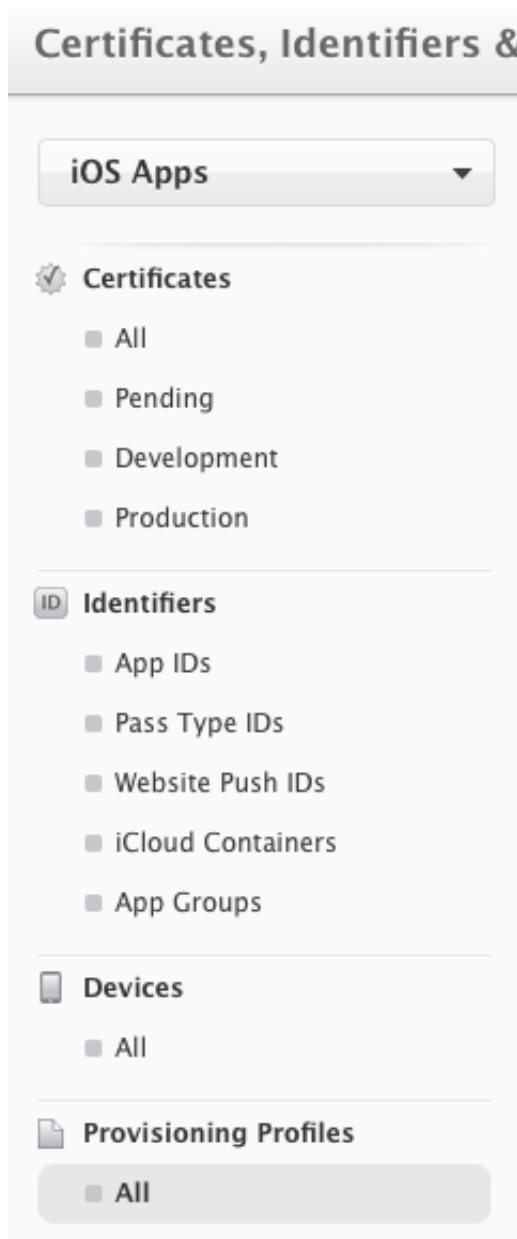 Certificates, Identifiers &
iOS Apps
Certificates
All
Pending
Development
Production
ID Identifiers
App IDs
Pass Type IDs
Website Push IDs
iCloud Containers
App Groups
Devices
All
Provisioning Profiles
All